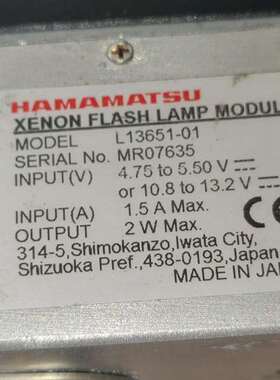 HAMAMATSU
XENON FLASH LAMP MODUL
MODEL L13651-01
SERIAL No. MR07635
INPUT(V) 4.75 to 5.50 V ⎓
or 10.8 to 13.2 V ⎓
INPUT(A) 1.5 A Max.
OUTPUT 2 W Max.
CE
314-5,Shimokanzo,Iwata City,
Shizuoka Pref.,438-0193,Japan
MADE IN JA